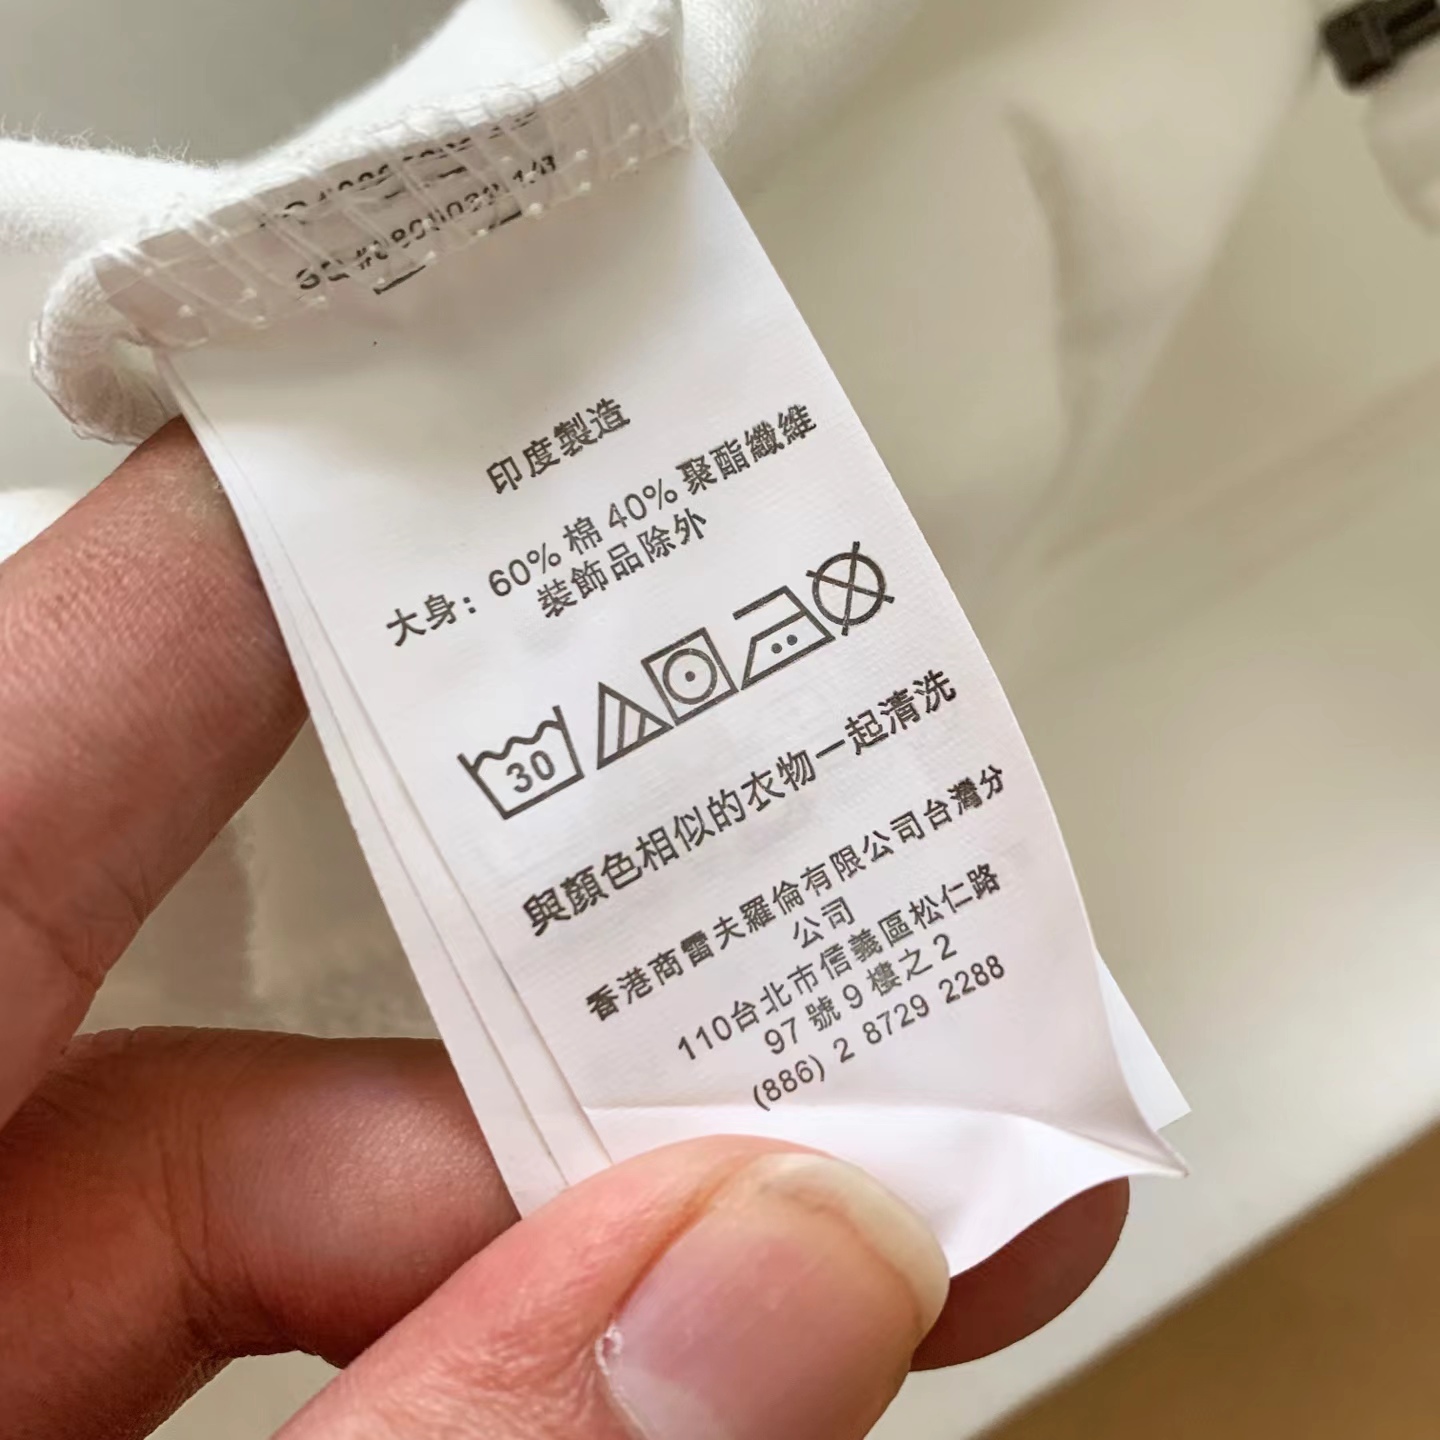 印度製造
大身: 60% 棉 40% 聚酯纖維
裝飾品除外
30
與顏色相似的衣物一起清洗
香港商雷夫羅倫有限公司台灣分
公司
110台北市信義區松仁路
97 號 9 樓之 2
(886) 2 8729 2288